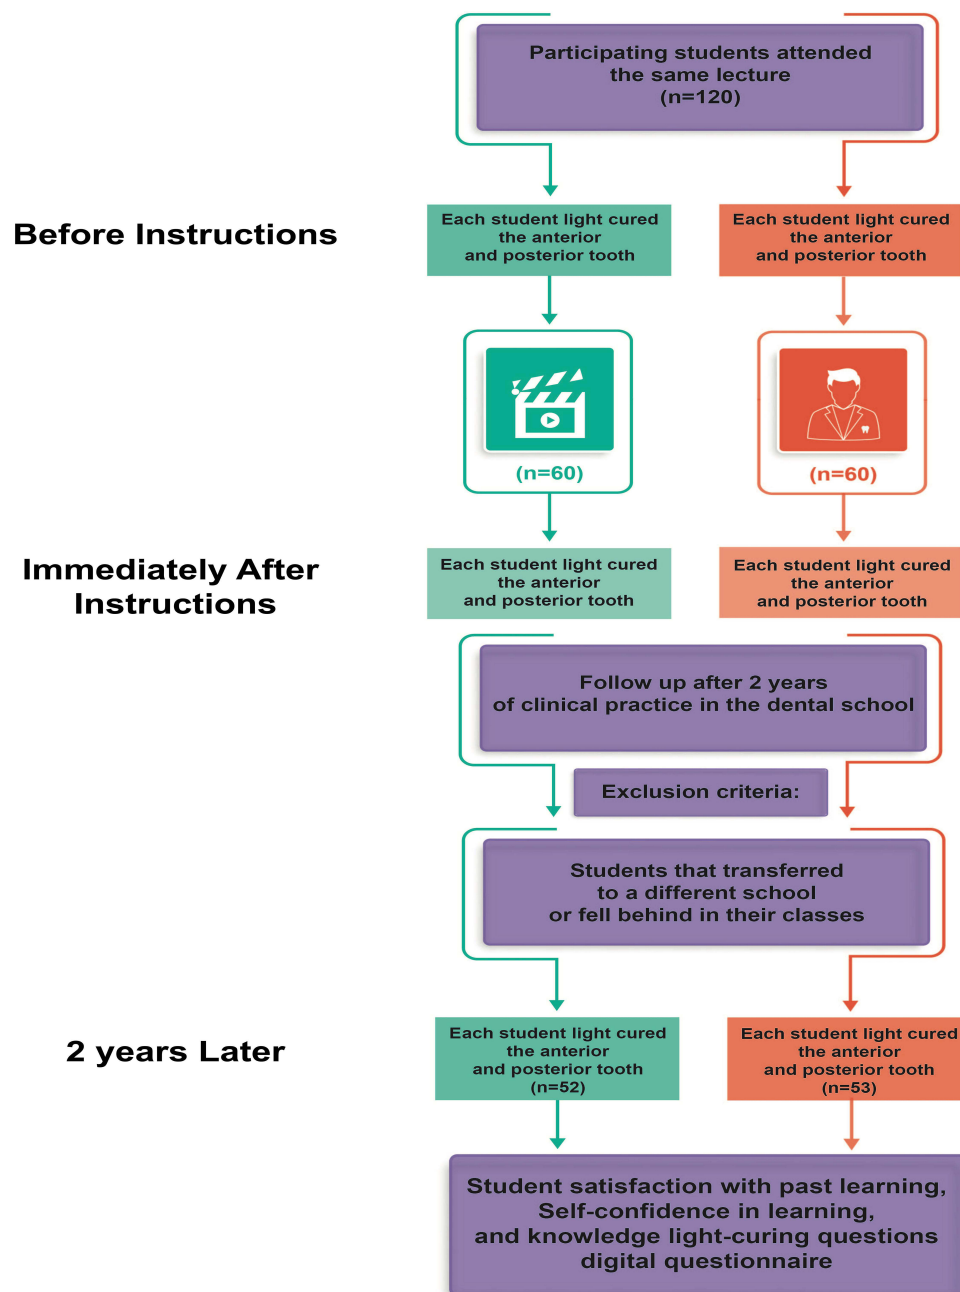 Participating students attended
the same lecture
(n=120)
Before Instructions
Each student light cured
the anterior
and posterior tooth
Each student light cured
the anterior
and posterior tooth
(n=60)
(n=60)
Immediately After
Instructions
Each student light cured
the anterior
and posterior tooth
Each student light cured
the anterior
and posterior tooth
Follow up after 2 years
of clinical practice in the dental school
Exclusion criteria:
Students that transferred
to a different school
or fell behind in their classes
2 years Later
Each student light cured
the anterior
and posterior tooth
(n=52)
Each student light cured
the anterior
and posterior tooth
(n=53)
Student satisfaction with past learning,
Self-confidence in learning,
and knowledge light-curing questions
digital questionnaire